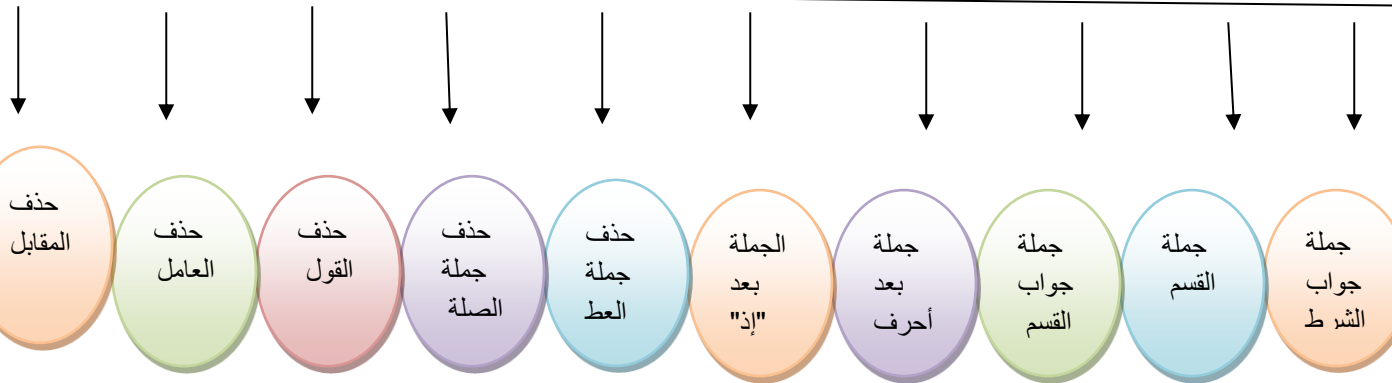 جملة
جواب
الشرط
جملة
القسم
جملة
جواب
القسم
جملة
بعد
أحرف
الجملة
بعد
"إذ"
حذف
جملة
العط
حذف
جملة
الصلة
حذف
القول
حذف
العامل
حذف
المقابل